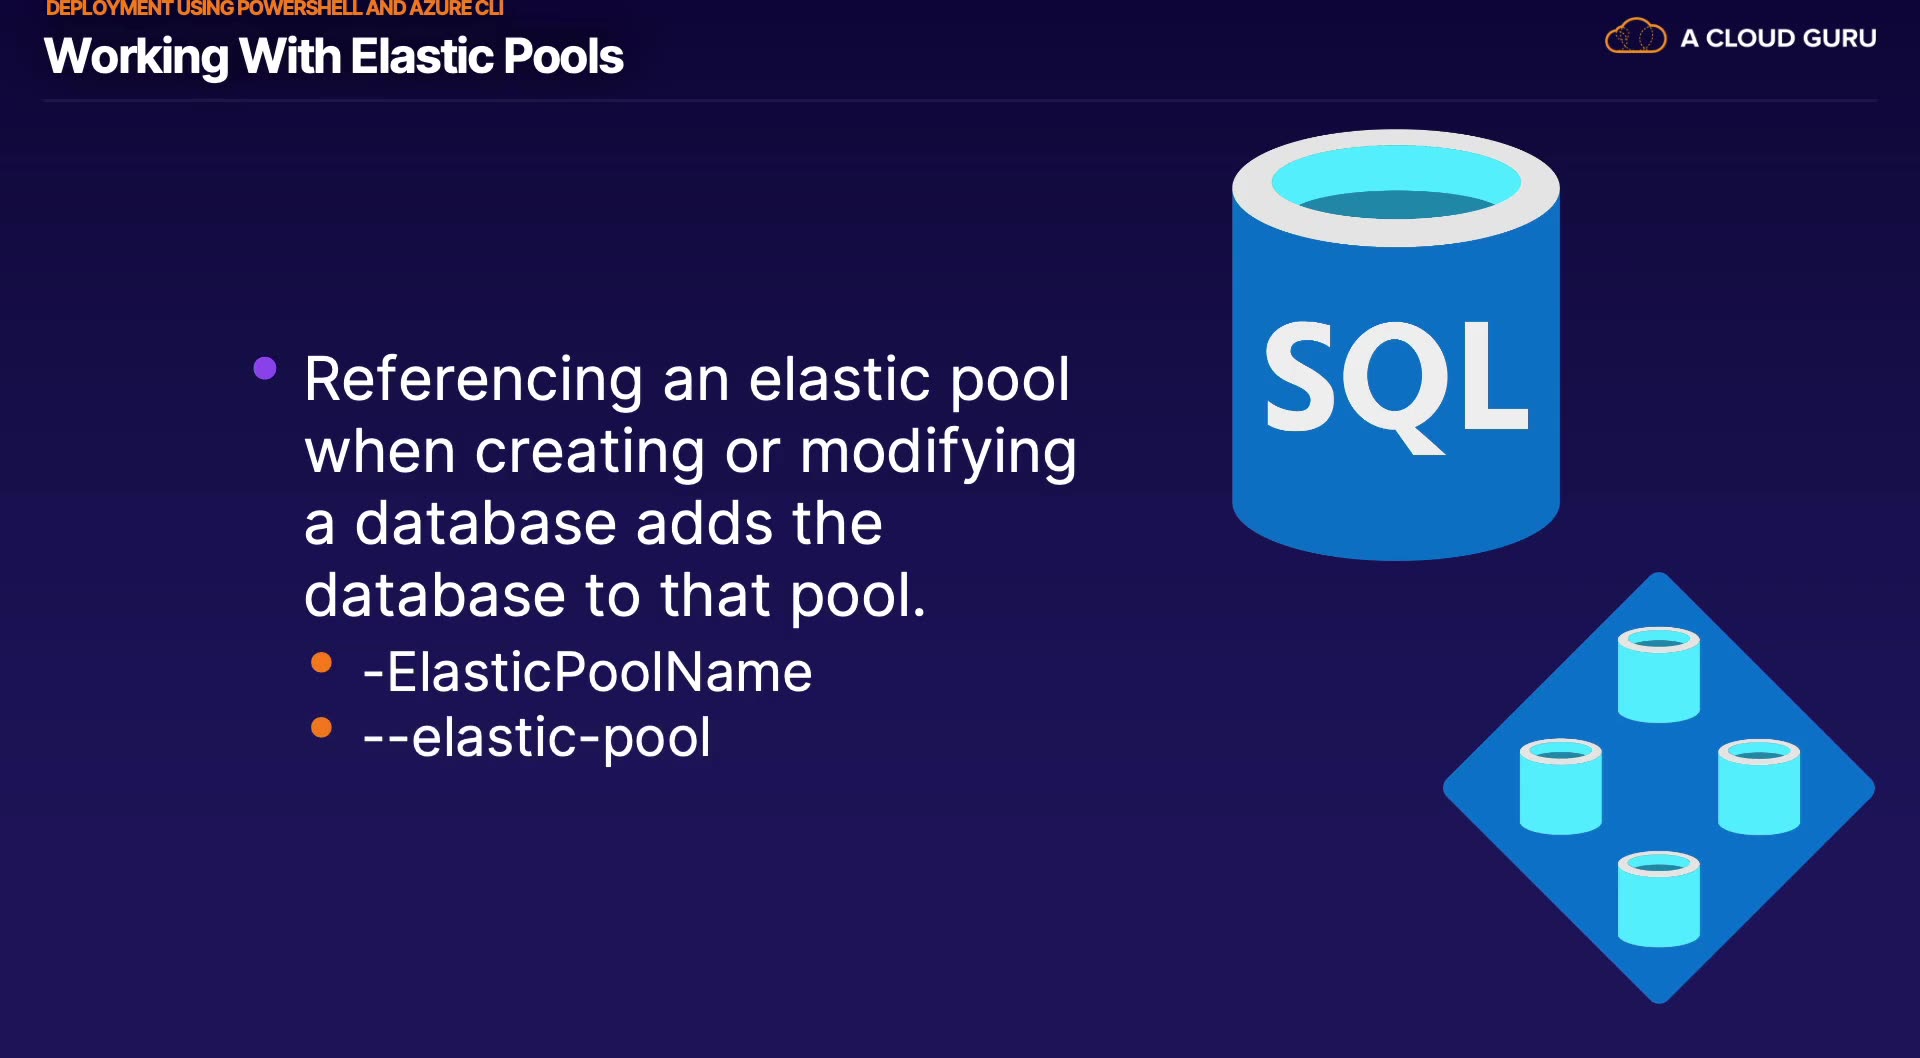 DEPLOYMENT USING POWERSHELL AND AZURE CLI
Working With Elastic Pools
A CLOUD GURU
Referencing an elastic pool
when creating or modifying
a database adds the
database to that pool.
-ElasticPoolName
--elastic-pool
SQL